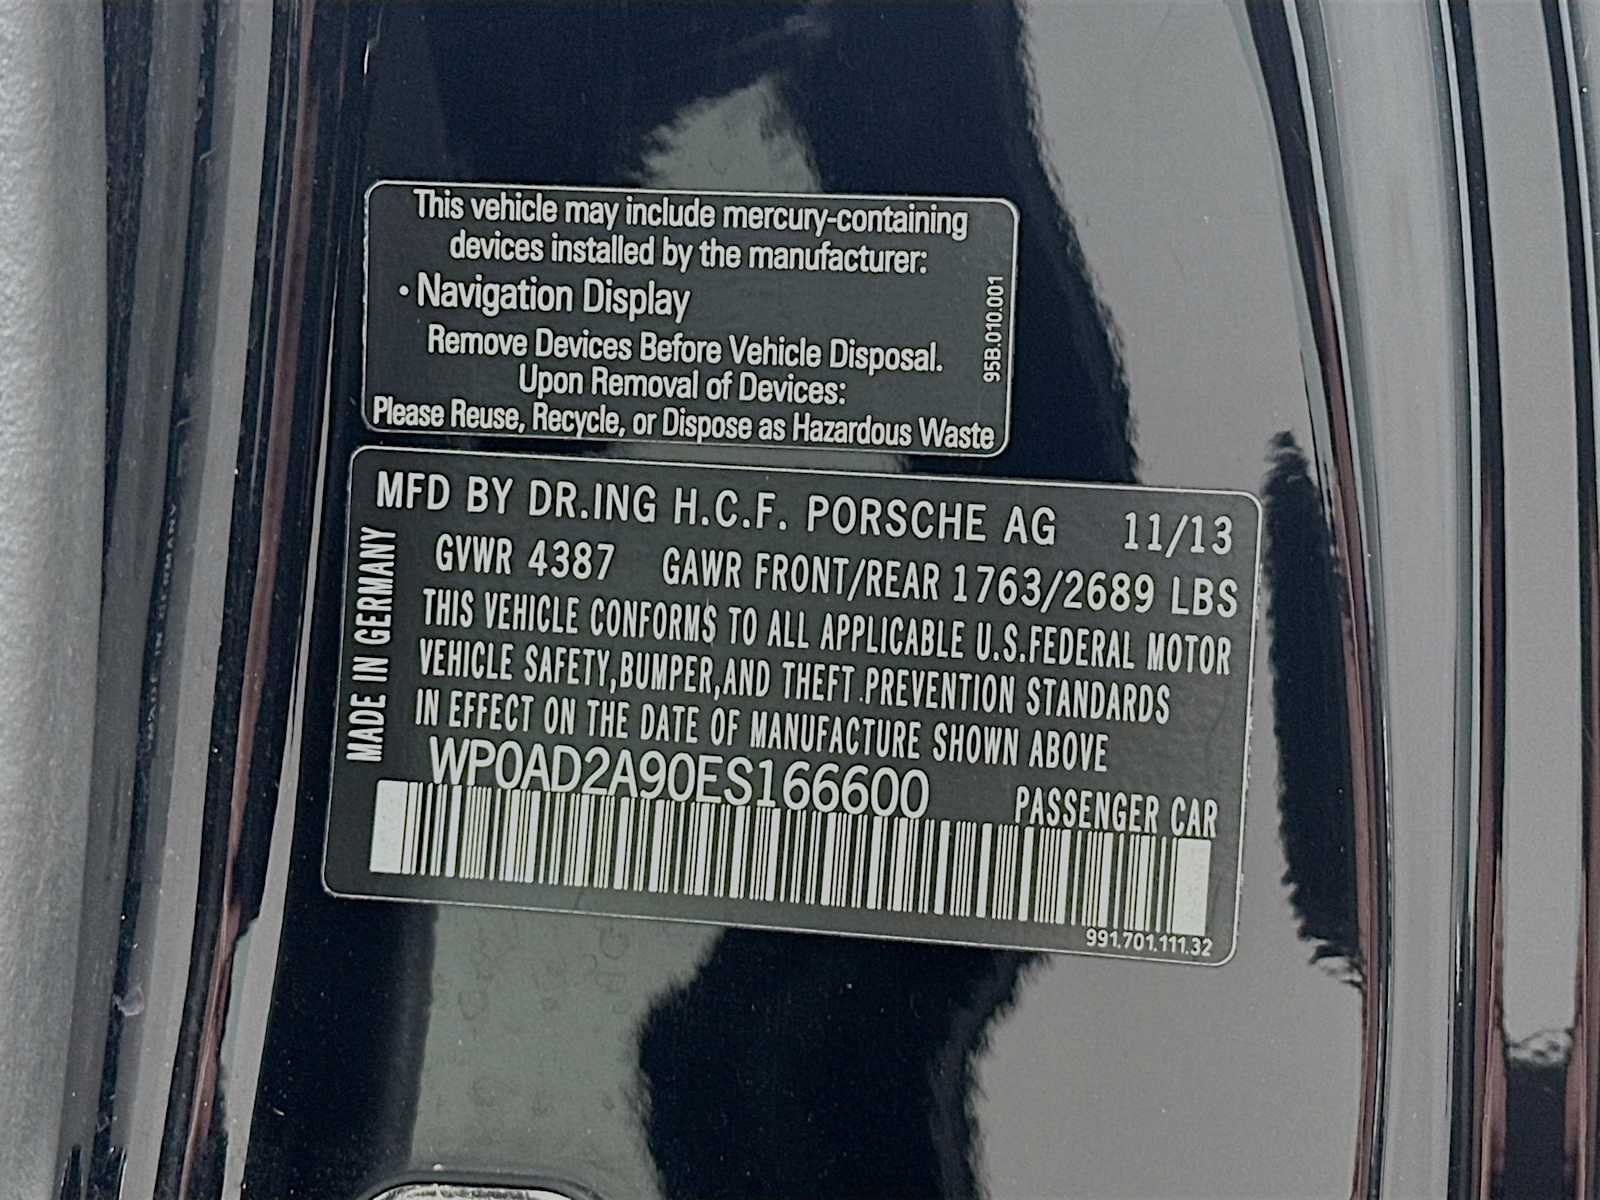 This vehicle may include mercury-containing
devices installed by the manufacturer:
• Navigation Display
Remove Devices Before Vehicle Disposal.
Upon Removal of Devices:
Please Reuse, Recycle, or Dispose as Hazardous Waste
95B.010.001
MFD BY DR.ING H.C.F. PORSCHE AG 11/13
GVWR 4387 GAWR FRONT/REAR 1763/2689 LBS
THIS VEHICLE CONFORMS TO ALL APPLICABLE U.S.FEDERAL MOTOR
VEHICLE SAFETY,BUMPER,AND THEFT PREVENTION STANDARDS
IN EFFECT ON THE DATE OF MANUFACTURE SHOWN ABOVE
WP0AD2A90ES166600 PASSENGER CAR
991.701.111.32
MADE IN GERMANY
MADE IN GERMANY